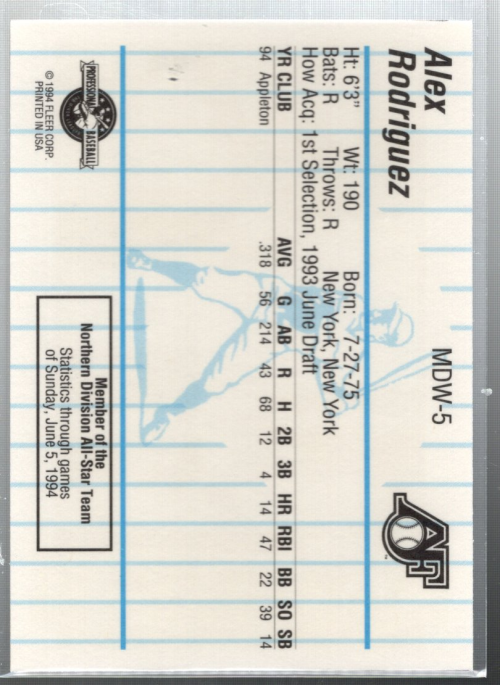 Alex
Rodriguez
MDW-5
Ht: 6'3" Wt: 190 Born: 7-27-75
Bats: R Throws: R New York, New York
How Acq: 1st Selection, 1993 June Draft
YR CLUB AVG G AB R H 2B 3B HR RBI BB SO SB
94 Appleton .318 56 214 43 68 12 4 14 47 22 39 14
PROFESSIONAL
BASEBALL
© 1994 FLEER CORP.
PRINTED IN USA
Member of the
Northern Division All-Star Team
Statistics through games
of Sunday, June 5, 1994